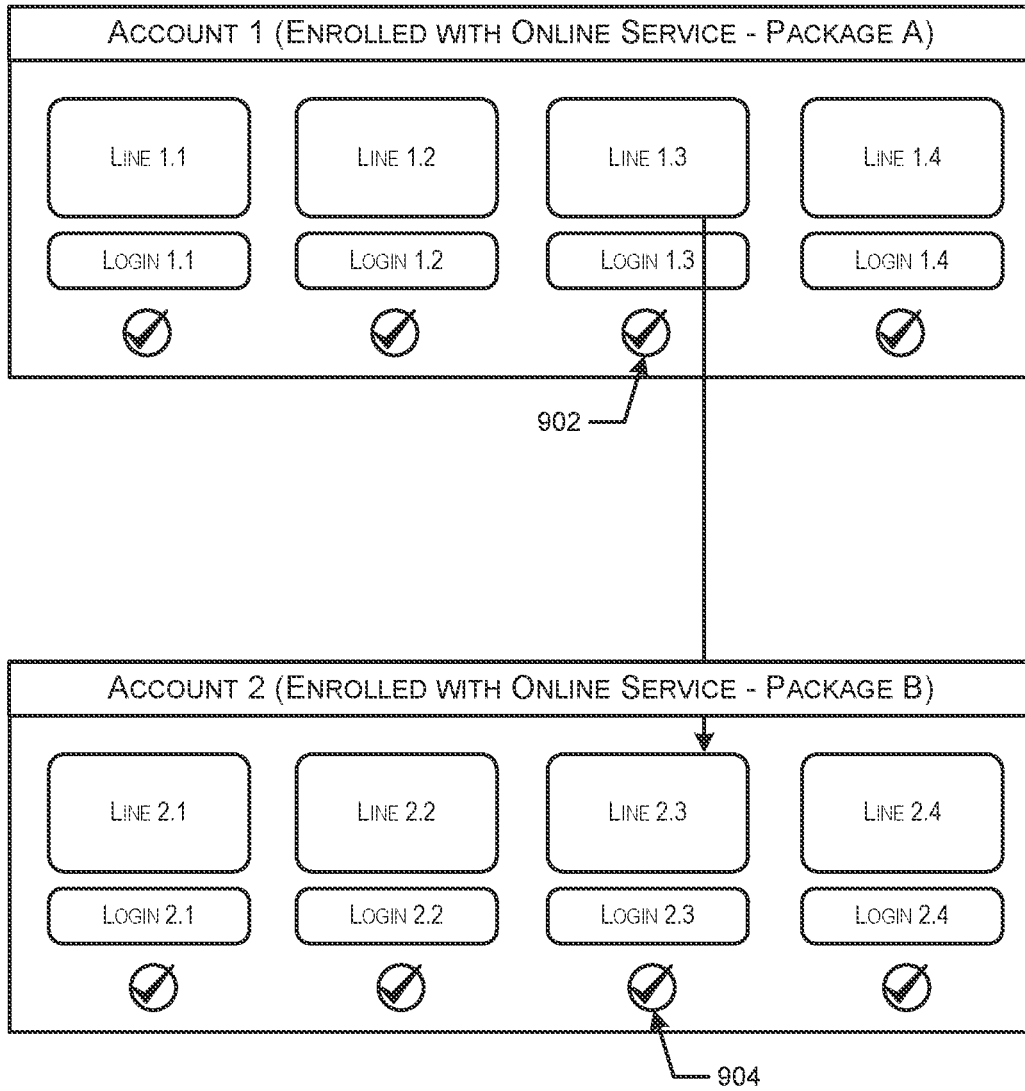 ACCOUNT 1 (ENROLLED WITH ONLINE SERVICE - PACKAGE A)
LINE 1.1 LINE 1.2 LINE 1.3 LINE 1.4
LOGIN 1.1 LOGIN 1.2 LOGIN 1.3 LOGIN 1.4
902
ACCOUNT 2 (ENROLLED WITH ONLINE SERVICE - PACKAGE B)
LINE 2.1 LINE 2.2 LINE 2.3 LINE 2.4
LOGIN 2.1 LOGIN 2.2 LOGIN 2.3 LOGIN 2.4
904